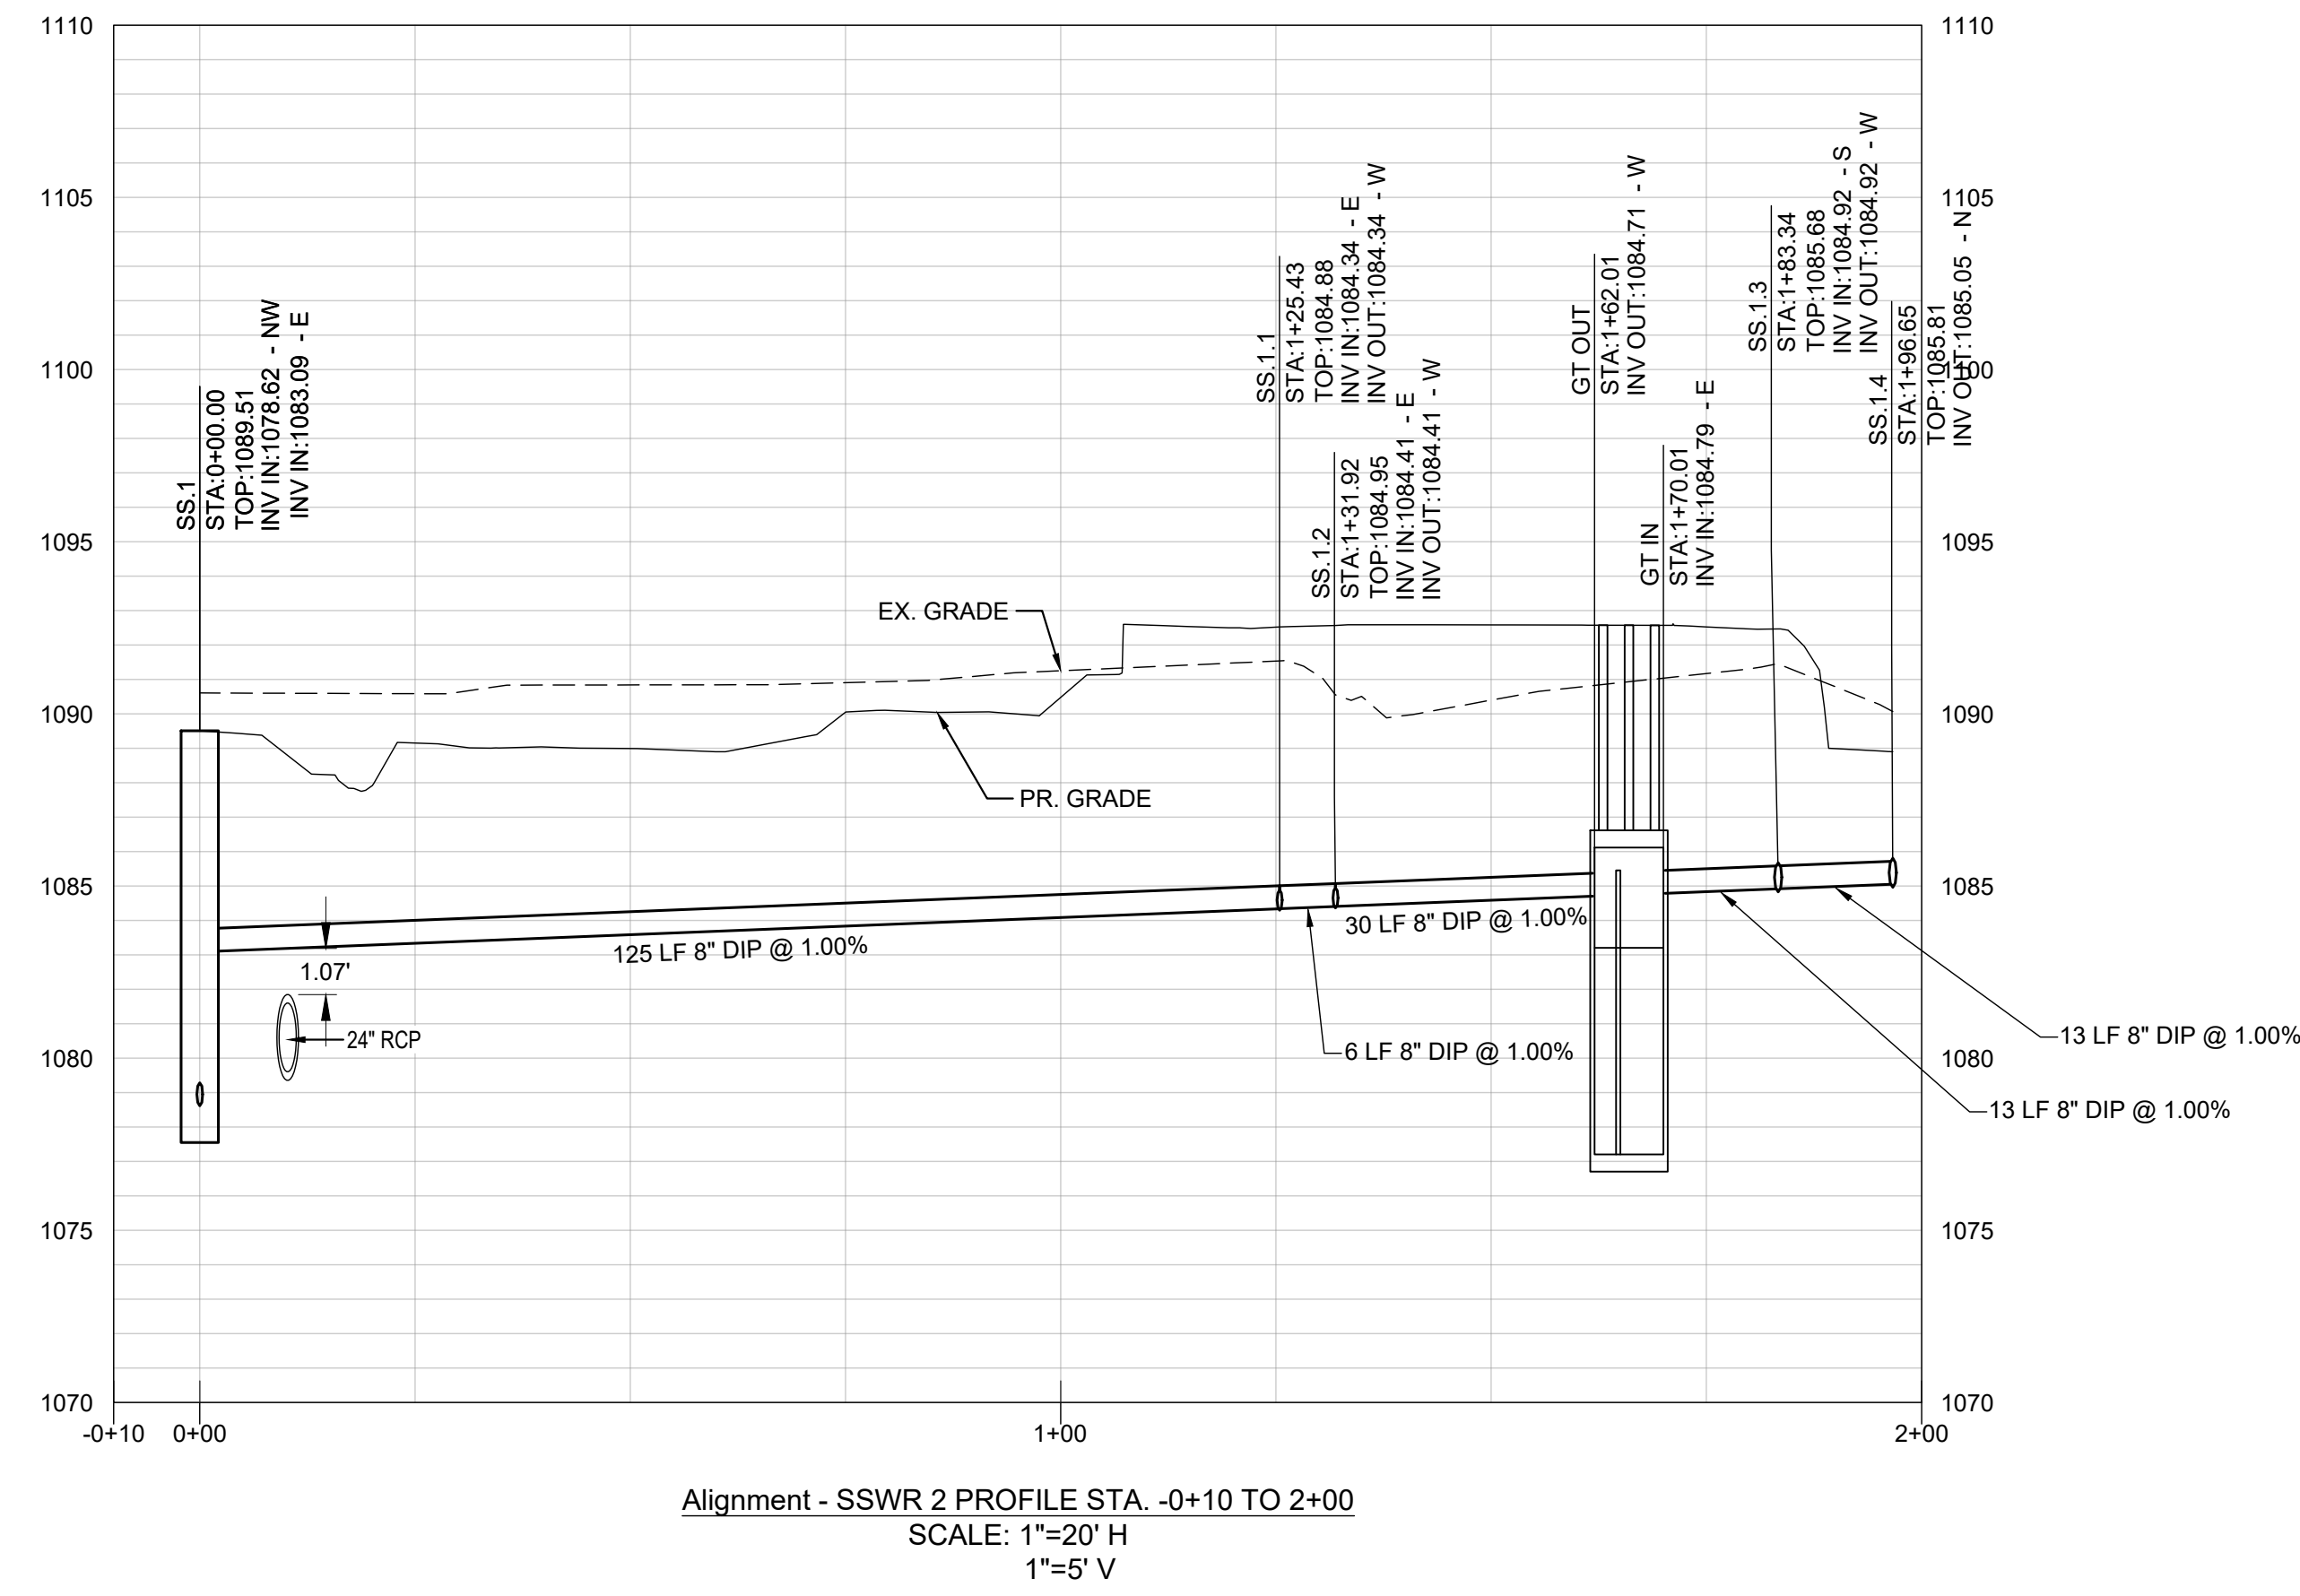 1110
1105
1100
1095
1090
1085
1080
1075
1070
1110
1105
1100
1095
1090
1085
1080
1075
1070
SS.1
STA:0+00.00
TOP:1089.51
INV IN:1078.62 - NW
INV IN:1083.09 - E
SS.1.1
STA:1+25.43
TOP:1084.88
INV IN:1084.34 - E
INV OUT:1084.34 - W
SS.1.2
STA:1+31.92
TOP:1084.95
INV IN:1084.41 - E
INV OUT:1084.41 - W
GT OUT
STA:1+62.01
INV OUT:1084.71 - W
GT IN
STA:1+70.01
INV IN:1084.79 - E
SS.1.3
STA:1+83.34
TOP:1085.68
INV IN:1084.92 - S
INV OUT:1084.92 - W
SS.1.4
STA:1+96.65
TOP:1085.81
INV OUT:1085.05 - N
EX. GRADE
PR. GRADE
125 LF 8" DIP @ 1.00%
30 LF 8" DIP @ 1.00%
6 LF 8" DIP @ 1.00%
13 LF 8" DIP @ 1.00%
13 LF 8" DIP @ 1.00%
1.07'
24" RCP
-0+10
0+00
1+00
2+00
Alignment - SSWR 2 PROFILE STA. -0+10 TO 2+00
SCALE: 1"=20' H
1"=5' V